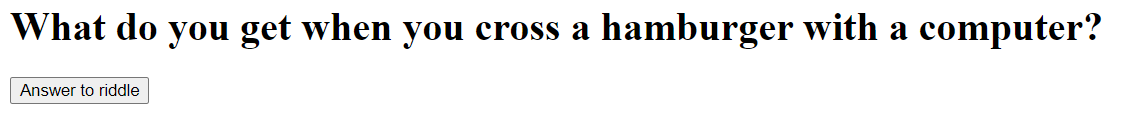 What do you get when you cross a hamburger with a computer?
Answer to riddle